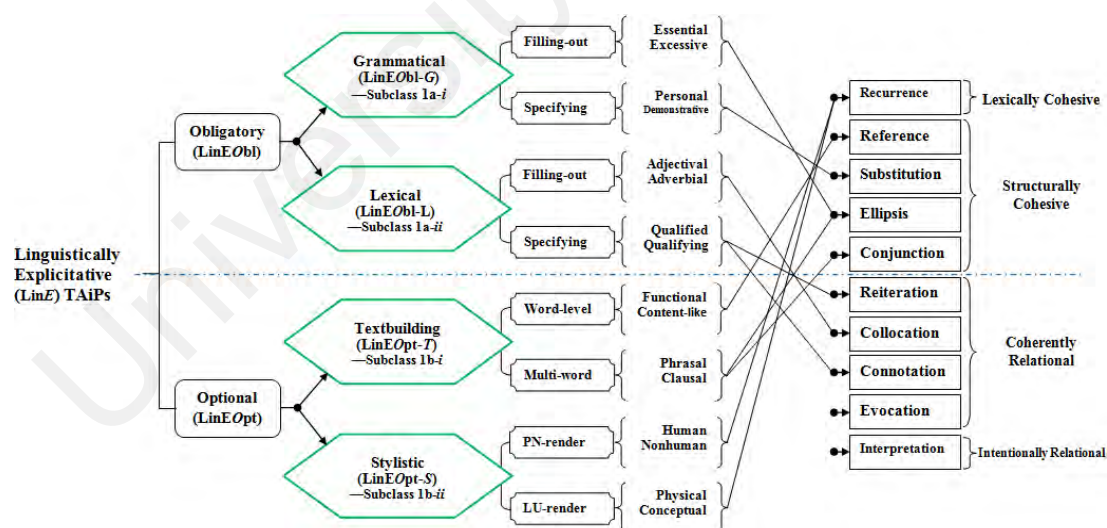 Linguistically
Explicitative
(LinE) TAiPs
Obligatory
(LinEObl)
Optional
(LinEOpt)
Grammatical
(LinEObl-G)
—Subclass 1a-i
Lexical
(LinEObl-L)
—Subclass 1a-ii
Textbuilding
(LinEOpt-T)
—Subclass 1b-i
Stylistic
(LinEOpt-S)
—Subclass 1b-ii
Filling-out
Specifying
Filling-out
Specifying
Word-level
Multi-word
PN-render
LU-render
Essential
Excessive
Personal
Demonstrative
Adjectival
Adverbial
Qualified
Qualifying
Functional
Content-like
Phrasal
Clausal
Human
Nonhuman
Physical
Conceptual
Recurrence
Reference
Substitution
Ellipsis
Conjunction
Reiteration
Collocation
Connotation
Evocation
Interpretation
Lexically Cohesive
Structurally
Cohesive
Coherently
Relational
Intentionally Relational
University